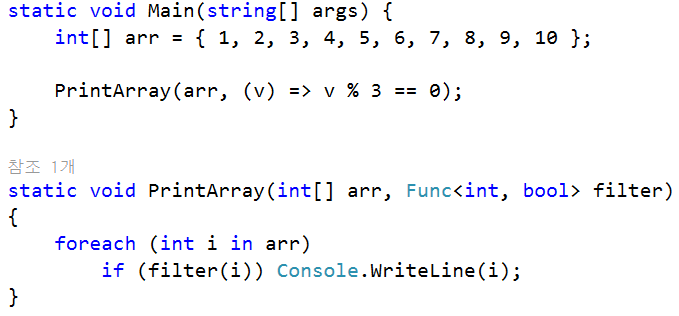 static void Main(string[] args) {
    int[] arr = { 1, 2, 3, 4, 5, 6, 7, 8, 9, 10 };

    PrintArray(arr, (v) => v % 3 == 0);
}

참조 1개
static void PrintArray(int[] arr, Func<int, bool> filter)
{
    foreach (int i in arr)
        if (filter(i)) Console.WriteLine(i);
}